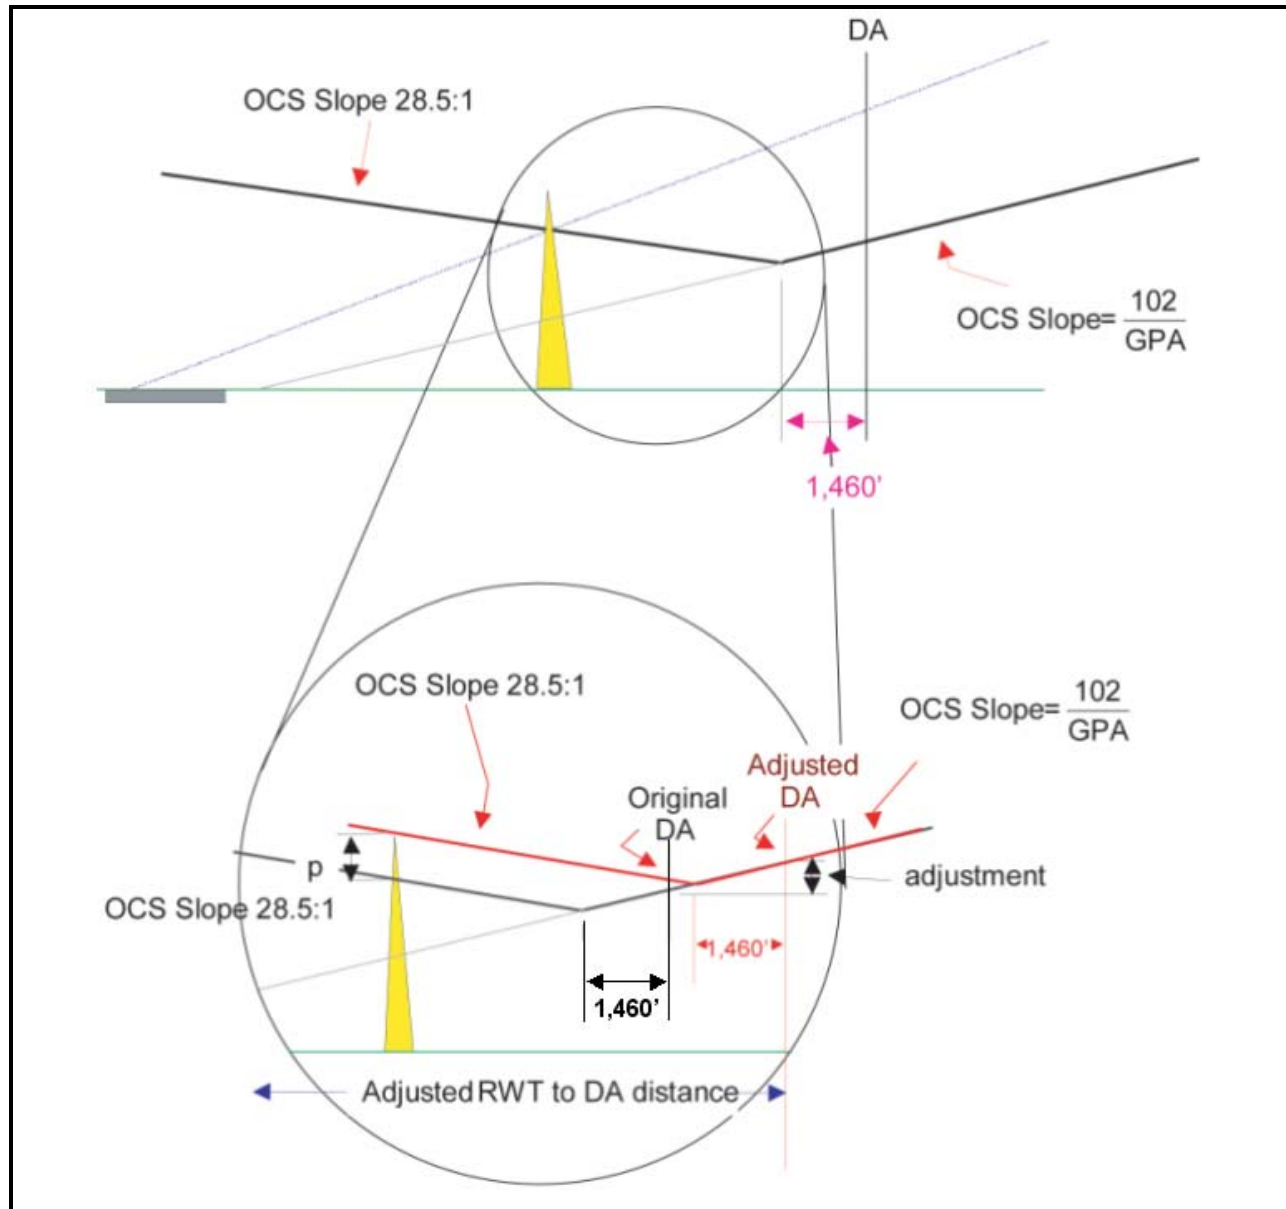 DA
OCS Slope 28.5:1
OCS Slope= 102
GPA
1,460’
OCS Slope 28.5:1
OCS Slope= 102
GPA
Adjusted
DA
Original
DA
p
adjustment
OCS Slope 28.5:1
1,460’
1,460’
Adjusted RWT to DA distance